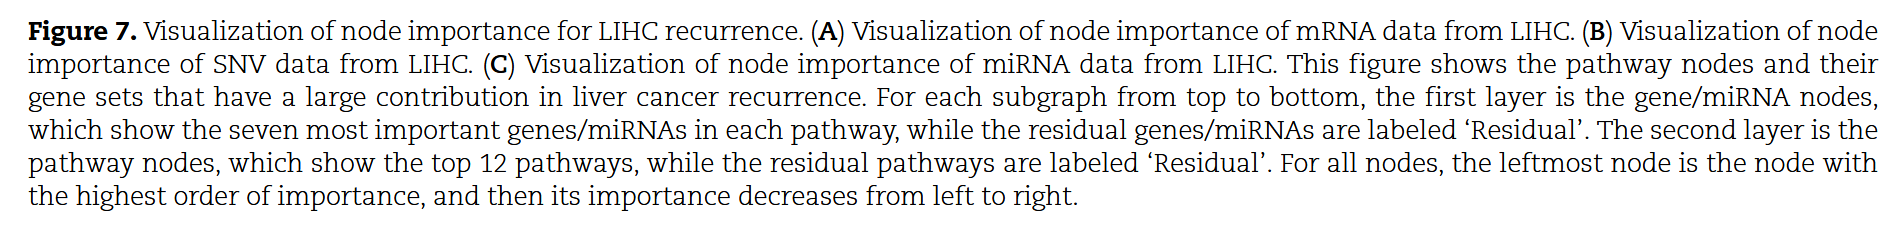 Figure 7. Visualization of node importance for LIHC recurrence. (A) Visualization of node importance of mRNA data from LIHC. (B) Visualization of node
importance of SNV data from LIHC. (C) Visualization of node importance of miRNA data from LIHC. This figure shows the pathway nodes and their
gene sets that have a large contribution in liver cancer recurrence. For each subgraph from top to bottom, the first layer is the gene/miRNA nodes,
which show the seven most important genes/miRNAs in each pathway, while the residual genes/miRNAs are labeled ‘Residual’. The second layer is the
pathway nodes, which show the top 12 pathways, while the residual pathways are labeled ‘Residual’. For all nodes, the leftmost node is the node with
the highest order of importance, and then its importance decreases from left to right.